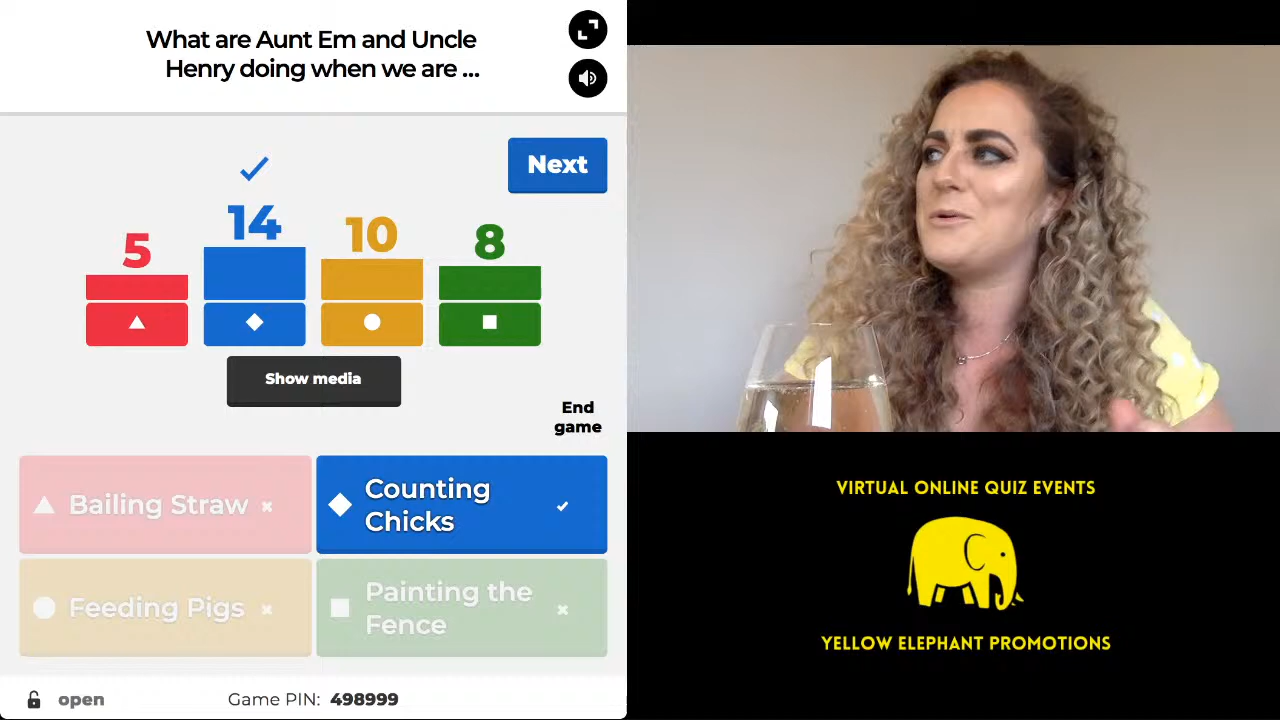 What are Aunt Em and Uncle
Henry doing when we are ...
Next
5
14
10
8
Show media
End
game
Bailing Straw
Counting
Chicks
Feeding Pigs
Painting the
Fence
open
Game PIN: 498999
VIRTUAL ONLINE QUIZ EVENTS
YELLOW ELEPHANT PROMOTIONS